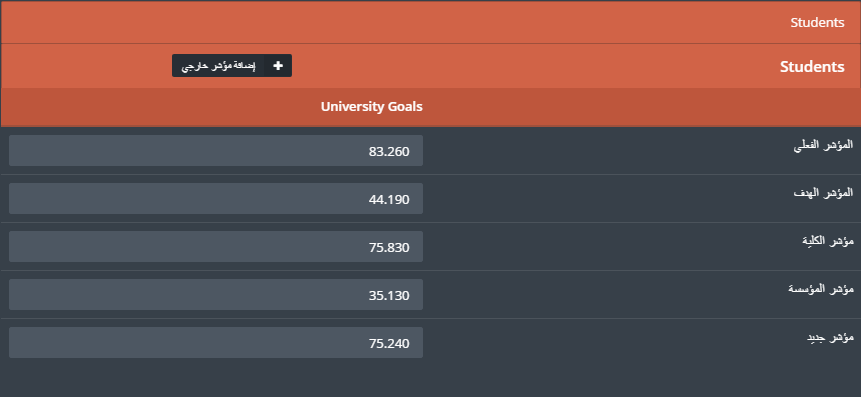 Students
Students
إضافة مؤشر خارجي
University Goals
المؤشر الفعلي
83.260
المؤشر الهدف
44.190
مؤشر الكلية
75.830
مؤشر المؤسسة
35.130
مؤشر جديد
75.240